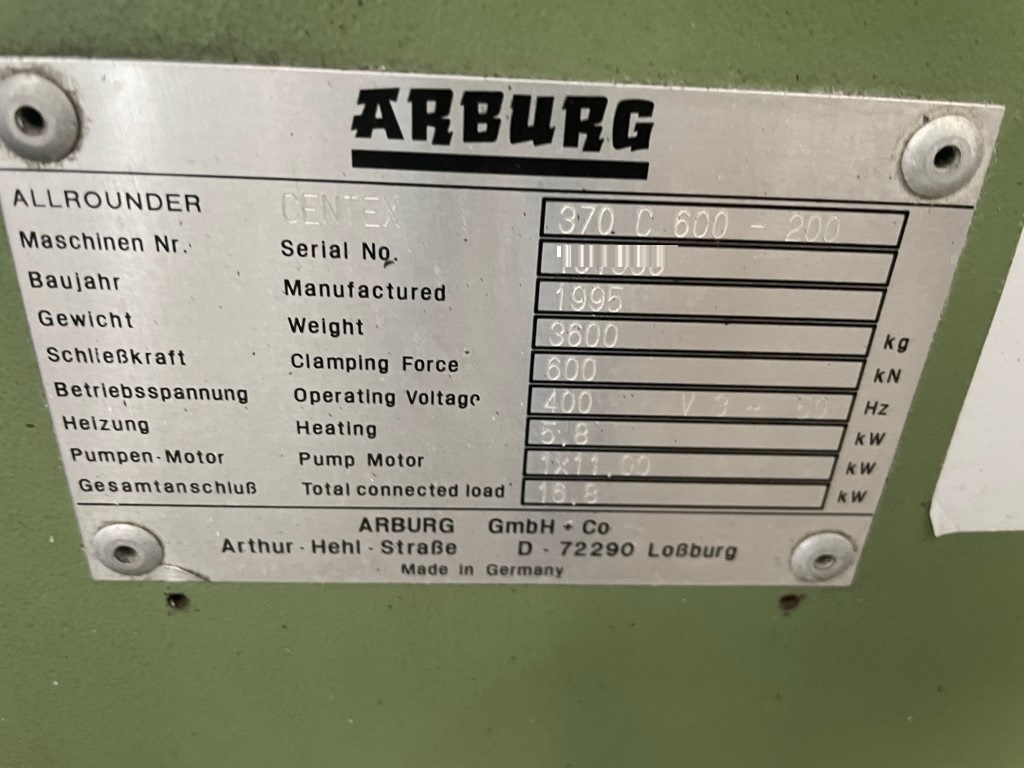 ARBURG
ALLROUNDER CENTEX 370 C 600 - 200
Maschinen Nr. Serial No.
Baujahr Manufactured 1995
Gewicht Weight 3600 kg
Schließkraft Clamping Force 600 kN
Betriebsspannung Operating Voltage 400 V 3 ~ 50 Hz
Heizung Heating 5,8 kW
Pumpen-Motor Pump Motor 1x11,00 kW
Gesamtanschluß Total connected load 16,8 kW
ARBURG GmbH + Co
Arthur-Hehl-Straße D - 72290 Loßburg
Made in Germany